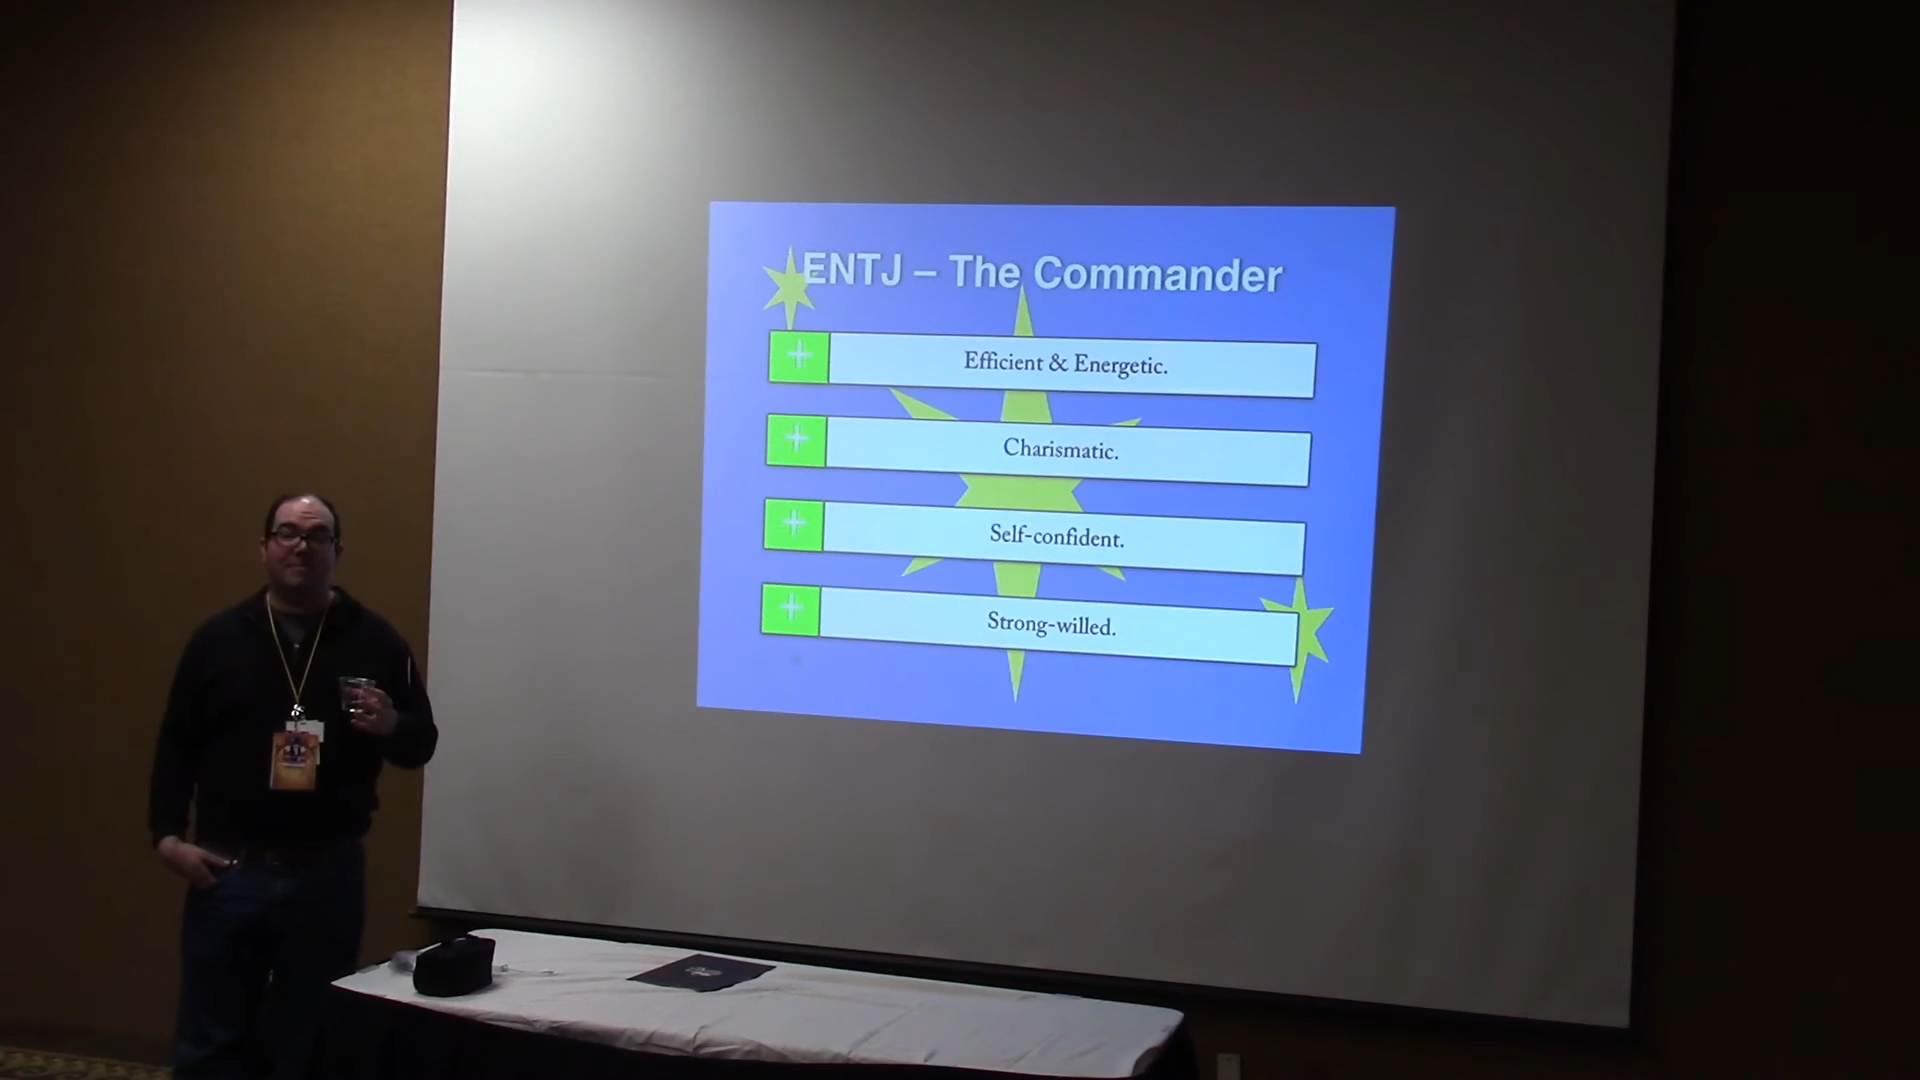 ENTJ – The Commander
+ Efficient & Energetic.
+ Charismatic.
+ Self-confident.
+ Strong-willed.